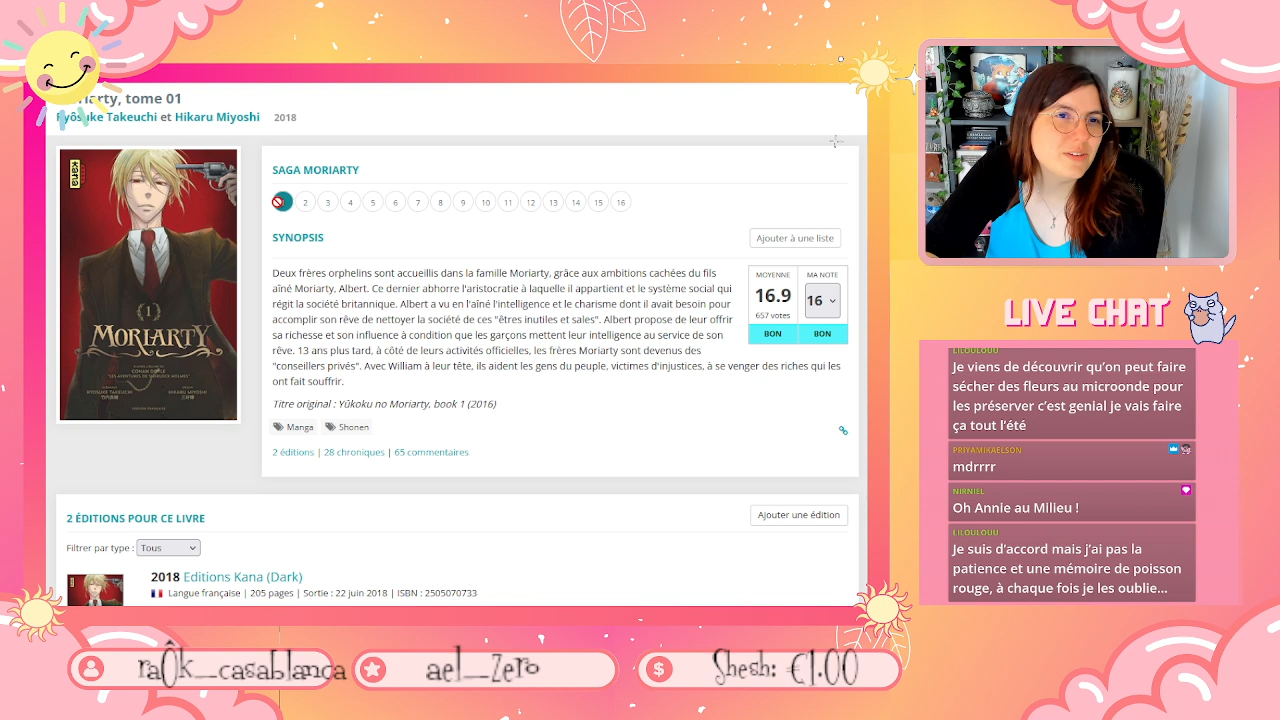 arty, tome 01
Ryôsuke Takeuchi et Hikaru Miyoshi 2018
Kana
(1)
MORIARTY
SAGA MORIARTY
2 3 4 5 6 7 8 9 10 11 12 13 14 15 16
SYNOPSIS
Ajouter à une liste
Deux frères orphelins sont accueillis dans la famille Moriarty, grâce aux ambitions cachées du fils
aîné Moriarty, Albert. Ce dernier abhorre l'aristocratie à laquelle il appartient et le système social qui
régit la société britannique. Albert a vu en l'aîné l'intelligence et le charisme dont il avait besoin pour
accomplir son rêve de nettoyer la société de ces "êtres inutiles et sales". Albert propose de leur offrir
sa richesse et son influence à condition que les garçons mettent leur intelligence au service de son
rêve. 13 ans plus tard, à côté de leurs activités officielles, les frères Moriarty sont devenus des
"conseillers privés". Avec William à leur tête, ils aident les gens du peuple, victimes d'injustices, à se venger des riches qui les
ont fait souffrir.
MOYENNE MA NOTE
16.9 16
657 votes
BON BON
Titre original : Yûkoku no Moriarty, book 1 (2016)
Manga Shonen
2 éditions | 28 chroniques | 65 commentaires
2 ÉDITIONS POUR CE LIVRE
Ajouter une édition
Filtrer par type : Tous
2018 Editions Kana (Dark)
Langue française | 205 pages | Sortie : 22 juin 2018 | ISBN : 2505070733
LIVE CHAT
LILOULOUU
Je viens de découvrir qu'on peut faire
sécher des fleurs au microonde pour
les préserver c'est genial je vais faire
ça tout l'été
PRIYAMIKAELSON
mdrrrr
NIRNIEL
Oh Annie au Milieu !
LILOULOUU
Je suis d'accord mais j'ai pas la
patience et une mémoire de poisson
rouge, à chaque fois je les oublie...
raOk_casablanca
ael_Zero
$
Shesh: €1.00